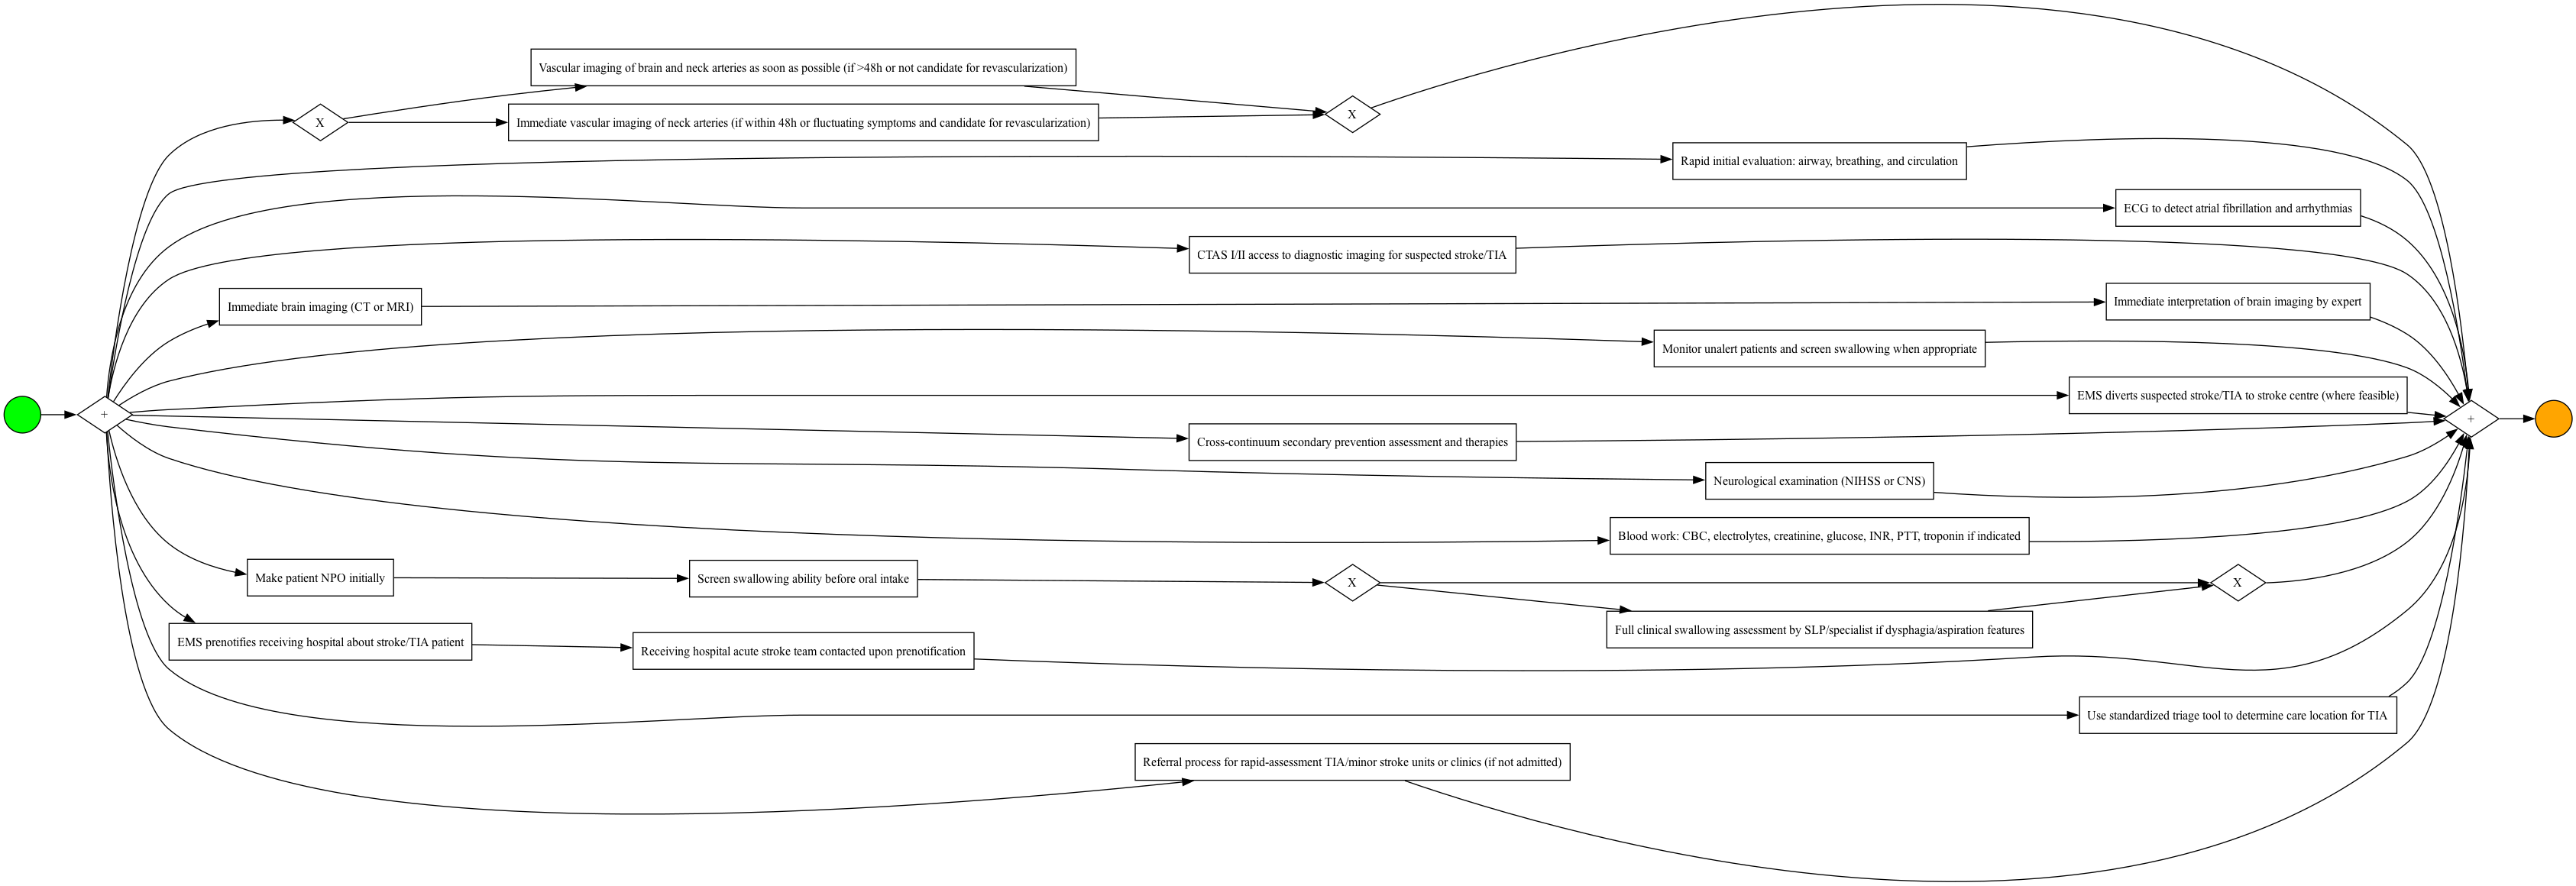 Vascular imaging of brain and neck arteries as soon as possible (if >48h or not candidate for revascularization)
X
X
Immediate vascular imaging of neck arteries (if within 48h or fluctuating symptoms and candidate for revascularization)
Rapid initial evaluation: airway, breathing, and circulation
ECG to detect atrial fibrillation and arrhythmias
CTAS I/II access to diagnostic imaging for suspected stroke/TIA
Immediate brain imaging (CT or MRI)
Immediate interpretation of brain imaging by expert
Monitor unalert patients and screen swallowing when appropriate
EMS diverts suspected stroke/TIA to stroke centre (where feasible)
+
+
Cross-continuum secondary prevention assessment and therapies
Neurological examination (NIHSS or CNS)
Blood work: CBC, electrolytes, creatinine, glucose, INR, PTT, troponin if indicated
Make patient NPO initially
Screen swallowing ability before oral intake
X
X
Full clinical swallowing assessment by SLP/specialist if dysphagia/aspiration features
EMS prenotifies receiving hospital about stroke/TIA patient
Receiving hospital acute stroke team contacted upon prenotification
Use standardized triage tool to determine care location for TIA
Referral process for rapid-assessment TIA/minor stroke units or clinics (if not admitted)